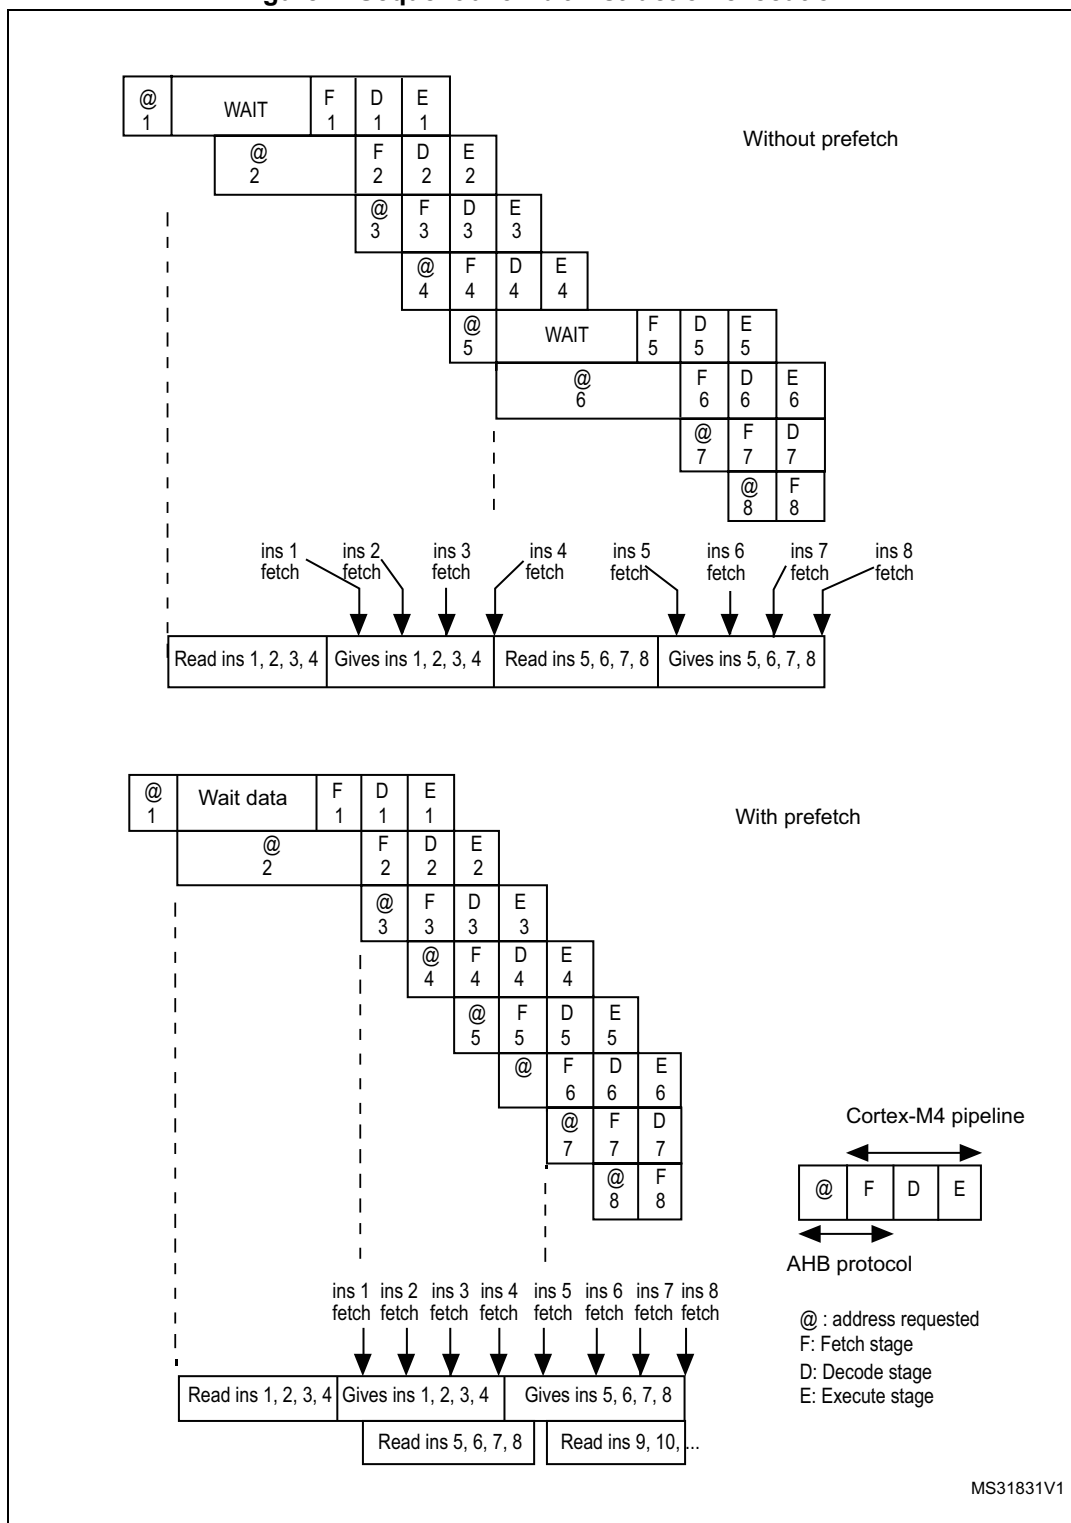 @ WAIT F D E
1 1 1 1
Without prefetch
@ F D E
2 2 2 2
@ F D E
3 3 3 3
@ F D E
4 4 4 4
@ WAIT F D E
5 5 5 5
@ F D E
6 6 6 6
@ F D
7 7 7
@ F
8 8
ins 1 ins 2 ins 3 ins 4 ins 5 ins 6 ins 7 ins 8
fetch fetch fetch fetch fetch fetch fetch fetch
Read ins 1, 2, 3, 4 Gives ins 1, 2, 3, 4 Read ins 5, 6, 7, 8 Gives ins 5, 6, 7, 8
@ Wait data F D E
1 1 1 1
With prefetch
@ F D E
2 2 2 2
@ F D E
3 3 3 3
@ F D E
4 4 4 4
@ F D E
5 5 5 5
@ F D E
6 6 6
@ F D
7 7 7
@ F
8 8
Cortex-M4 pipeline
@ F D E
AHB protocol
@ : address requested
F: Fetch stage
D: Decode stage
E: Execute stage
ins 1 ins 2 ins 3 ins 4 ins 5 ins 6 ins 7 ins 8
fetch fetch fetch fetch fetch fetch fetch fetch
Read ins 1, 2, 3, 4 Gives ins 1, 2, 3, 4 Gives ins 5, 6, 7, 8
Read ins 5, 6, 7, 8 Read ins 9, 10, ...
MS31831V1